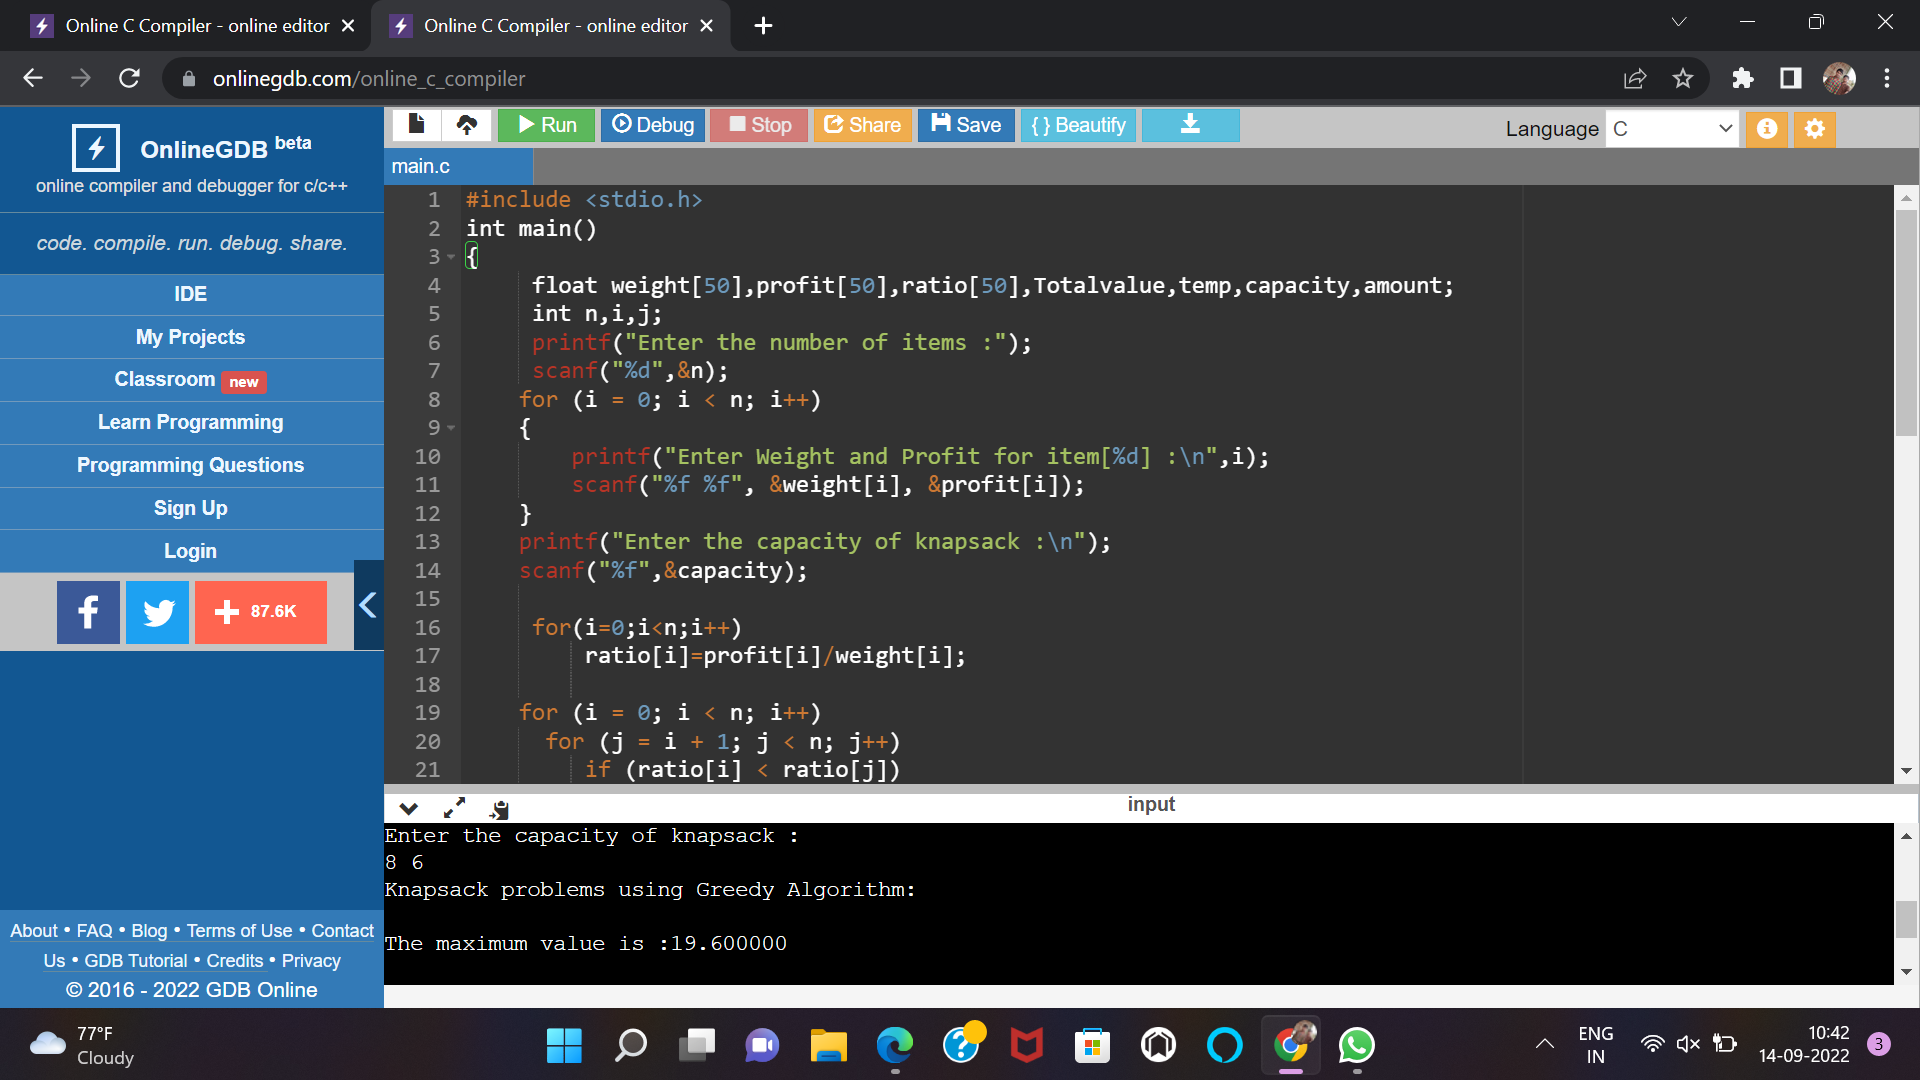 Online C Compiler - online editor
Online C Compiler - online editor
onlinegdb.com/online_c_compiler
OnlineGDB beta
online compiler and debugger for c/c++
code. compile. run. debug. share.
IDE
My Projects
Classroom new
Learn Programming
Programming Questions
Sign Up
Login
f
87.6K
About • FAQ • Blog • Terms of Use • Contact
Us • GDB Tutorial • Credits • Privacy
© 2016 - 2022 GDB Online
Run Debug Stop Share Save { } Beautify
Language C
main.c
1 #include <stdio.h>
2 int main()
3 {
4 float weight[50],profit[50],ratio[50],Totalvalue,temp,capacity,amount;
5 int n,i,j;
6 printf("Enter the number of items :");
7 scanf("%d",&n);
8 for (i = 0; i < n; i++)
9 {
10 printf("Enter Weight and Profit for item[%d] :\n",i);
11 scanf("%f %f", &weight[i], &profit[i]);
12 }
13 printf("Enter the capacity of knapsack :\n");
14 scanf("%f",&capacity);
15
16 for(i=0;i<n;i++)
17 ratio[i]=profit[i]/weight[i];
18
19 for (i = 0; i < n; i++)
20 for (j = i + 1; j < n; j++)
21 if (ratio[i] < ratio[j])
input
Enter the capacity of knapsack :
8 6
Knapsack problems using Greedy Algorithm:
The maximum value is :19.600000
77°F
Cloudy
ENG
IN
10:42
14-09-2022
3